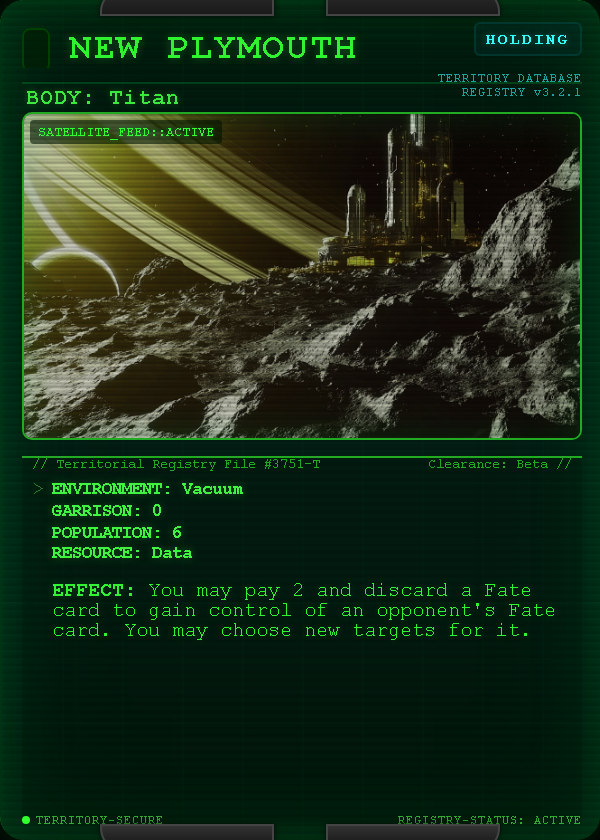 NEW PLYMOUTH
HOLDING
TERRITORY DATABASE
REGISTRY v3.2.1
BODY: Titan
SATELLITE_FEED::ACTIVE
// Territorial Registry File #3751-T
Clearance: Beta //
> ENVIRONMENT: Vacuum
GARRISON: 0
POPULATION: 6
RESOURCE: Data
EFFECT: You may pay 2 and discard a Fate
card to gain control of an opponent's Fate
card. You may choose new targets for it.
TERRITORY-SECURE
REGISTRY-STATUS: ACTIVE